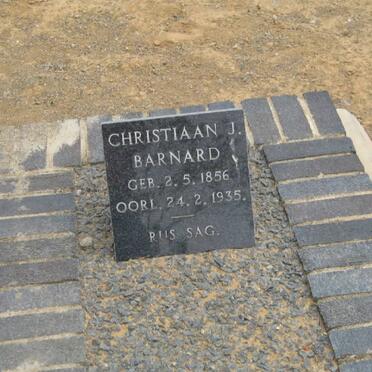 CHRISTIAAN J.
BARNARD
GEB. 2. 5. 1856
OORL. 24. 2. 1935.
RUS SAG.